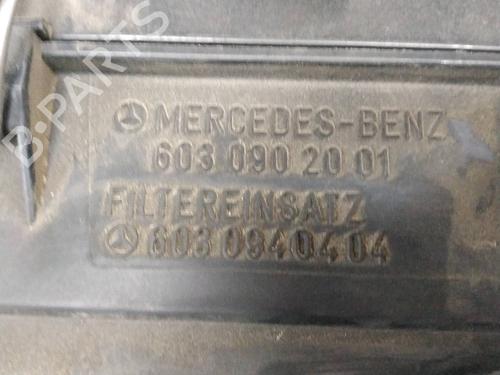 B-PARTS
MERCEDES-BENZ
603 090 20 01
FILTEREINSATZ
603 094 04 04